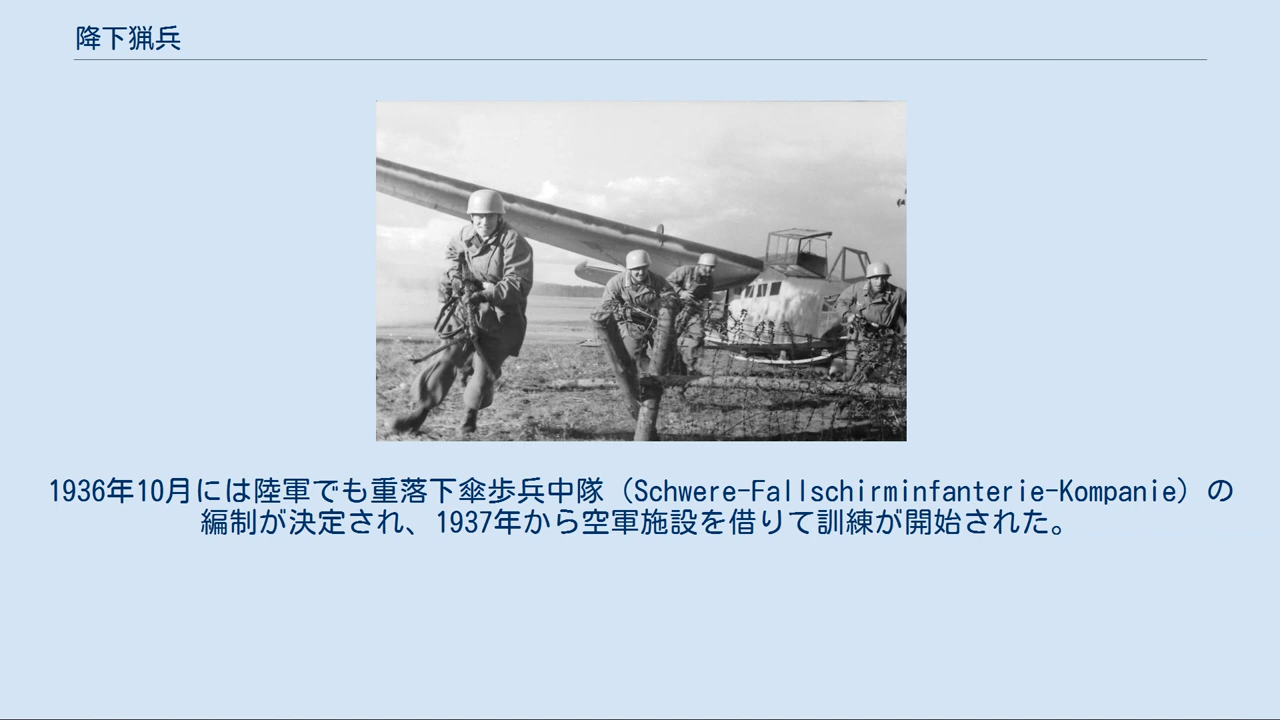 降下猟兵
1936年10月には陸軍でも重落下傘歩兵中隊（Schwere-Fallschirminfanterie-Kompanie）の
編制が決定され、1937年から空軍施設を借りて訓練が開始された。